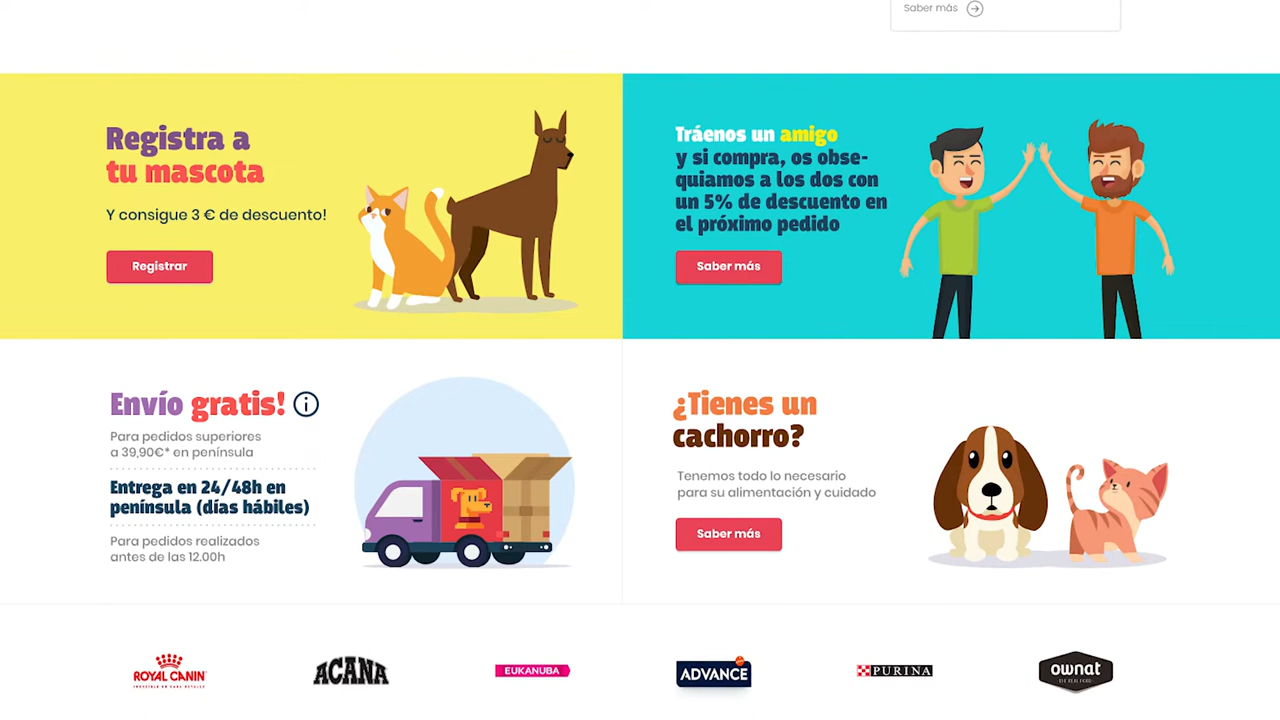 Saber más
Registra a
tu mascota
Y consigue 3 € de descuento!
Registrar
Tráenos un amigo
y si compra, os obse-
quiamos a los dos con
un 5% de descuento en
el próximo pedido
Saber más
Envío gratis!
Para pedidos superiores
a 39,90€* en península
Entrega en 24/48h en
península (días hábiles)
Para pedidos realizados
antes de las 12.00h
¿Tienes un
cachorro?
Tenemos todo lo necesario
para su alimentación y cuidado
Saber más
ROYAL CANIN
ACANA
EUKANUBA
ADVANCE
PURINA
ownat